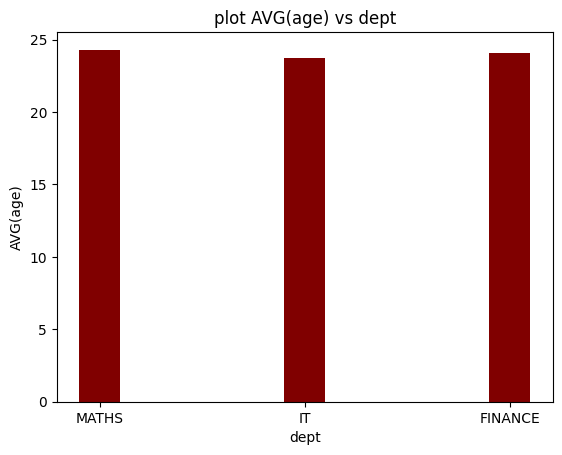 plot AVG(age) vs dept
25
20
15
10
5
0
AVG(age)
MATHS IT FINANCE
dept